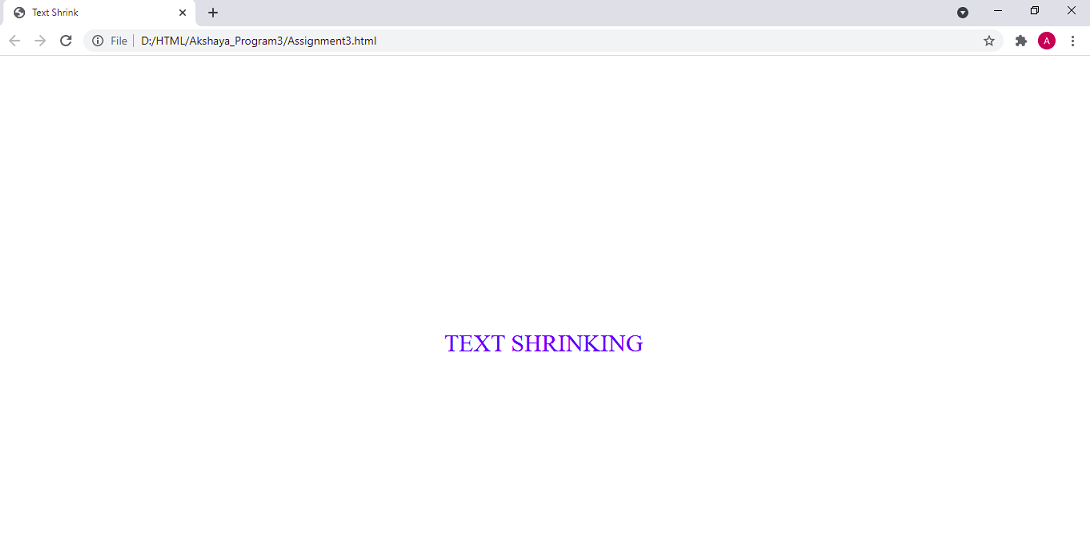 Text Shrink
File D:/HTML/Akshaya_Program3/Assignment3.html A
TEXT SHRINKING